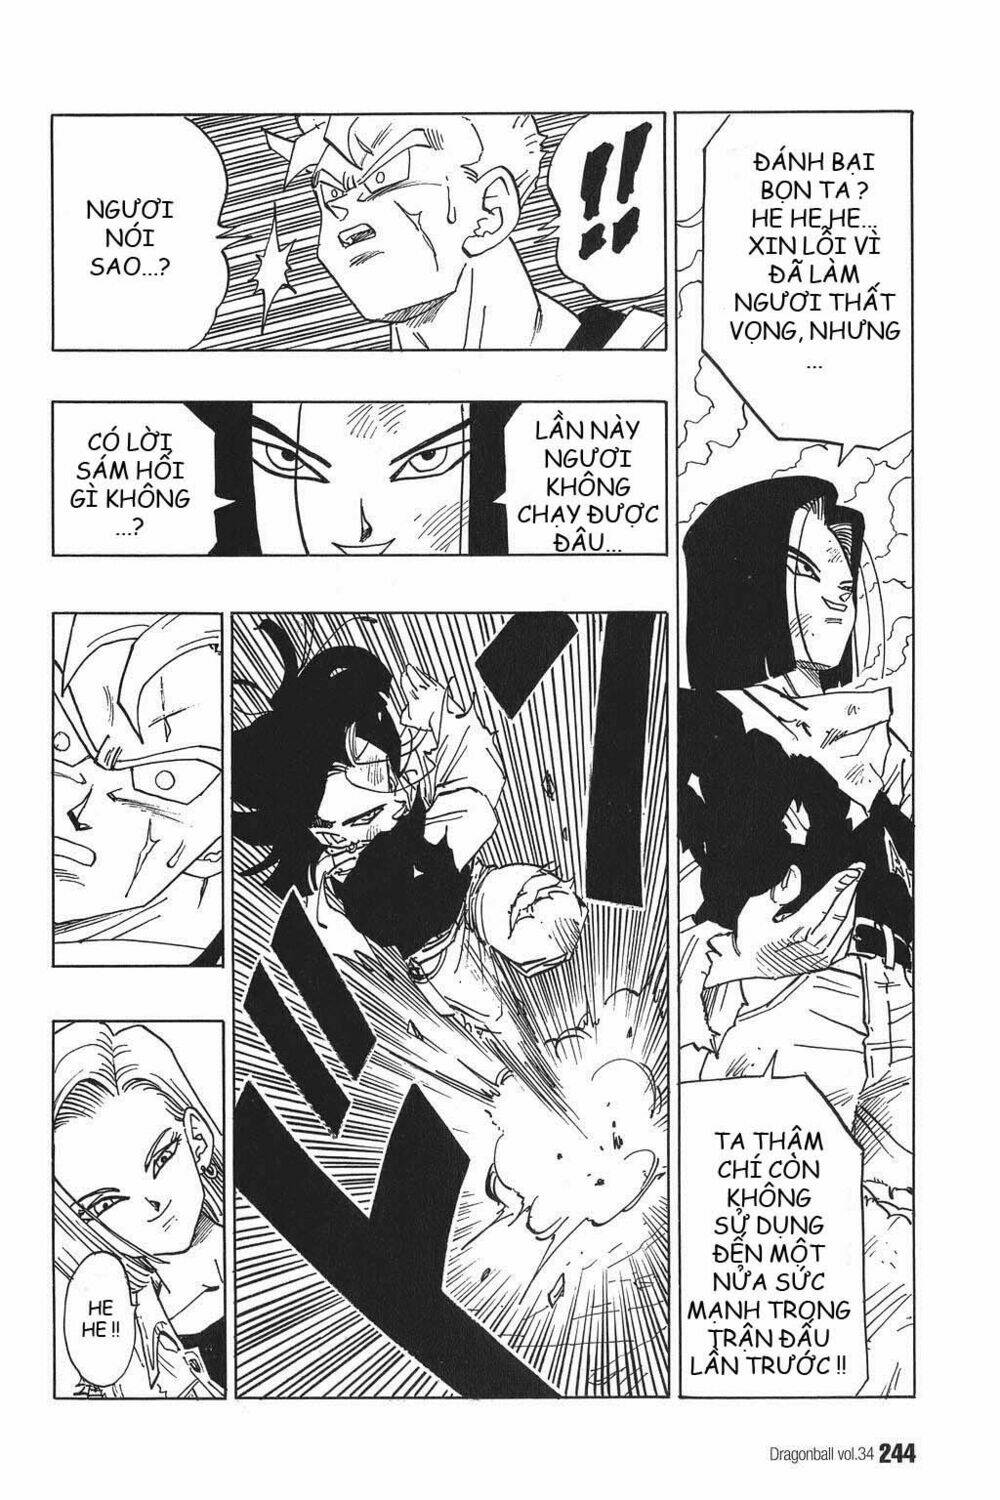 ĐÁNH BẠI
BỌN TA ?
HE HE HE...
XIN LỖI VÌ
ĐÃ LÀM
NGƯƠI THẤT
VỌNG, NHƯNG
...
TA THÂM
CHÍ CÒN
KHÔNG
SỬ DỤNG
ĐẾN MỘT
NỬA SỨC
MẠNH TRONG
TRẬN ĐẤU
LẦN TRƯỚC !!
!!
NGƯƠI
NÓI
SAO...?
LẦN NÀY
NGƯƠI
KHÔNG
CHẠY ĐƯỢC
ĐÂU...
CÓ LỜI
SÁM HỐI
GÌ KHÔNG
...?
HE
HE !!
Dragonball vol.34 244